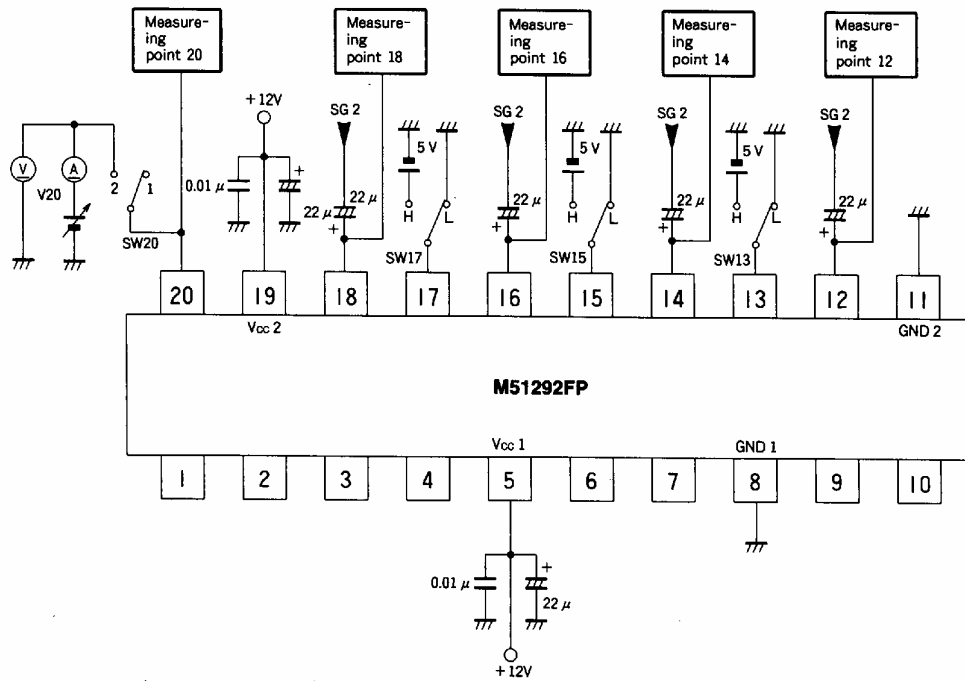 Measure-
ing
point 20
Measure-
ing
point 18
Measure-
ing
point 16
Measure-
ing
point 14
Measure-
ing
point 12
+12V
SG 2
SG 2
SG 2
SG 2
V
A
V20
2
1
SW20
0.01 μ
+
22 μ
22 μ
+
5 V
H
L
SW17
22 μ
+
5 V
H
L
SW15
22 μ
+
5 V
H
L
SW13
22 μ
+
20
19
18
17
16
15
14
13
12
11
Vcc 2
GND 2
M51292FP
Vcc 1
GND 1
1
2
3
4
5
6
7
8
9
10
0.01 μ
+
22 μ
+12V